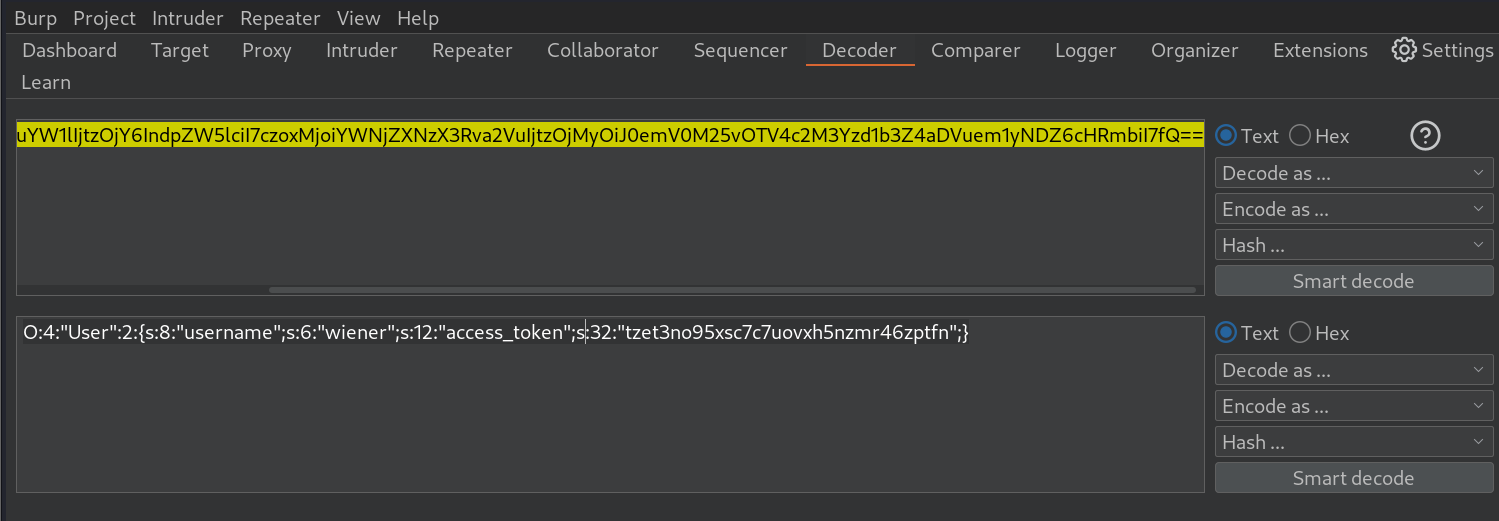 Burp Project Intruder Repeater View Help
Dashboard Target Proxy Intruder Repeater Collaborator Sequencer Decoder Comparer Logger Organizer Extensions Settings
Learn
uYW1lIjtzOjY6IndpZW5lciI7czoxMjoiYWNjZXNzX3Rva2VuIjtzOjMyOiJ0emV0M25vOTV4c2M3Yzd1b3Z4aDVuem1yNDZ6cHRmbiI7fQ== Text Hex ?
Decode as ...
Encode as ...
Hash ...
Smart decode
O:4:"User":2:{s:8:"username";s:6:"wiener";s:12:"access_token";s:32:"tzet3no95xsc7c7uovxh5nzmr46zptfn";} Text Hex
Decode as ...
Encode as ...
Hash ...
Smart decode